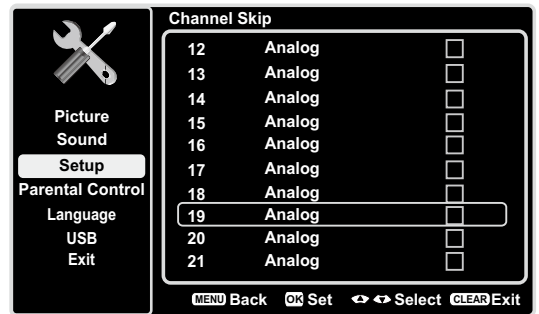 Channel Skip
Picture
Sound
Setup
Parental Control
Language
USB
Exit
12 Analog
13 Analog
14 Analog
15 Analog
16 Analog
17 Analog
18 Analog
19 Analog
20 Analog
21 Analog
MENU Back OK Set Select CLEAR Exit